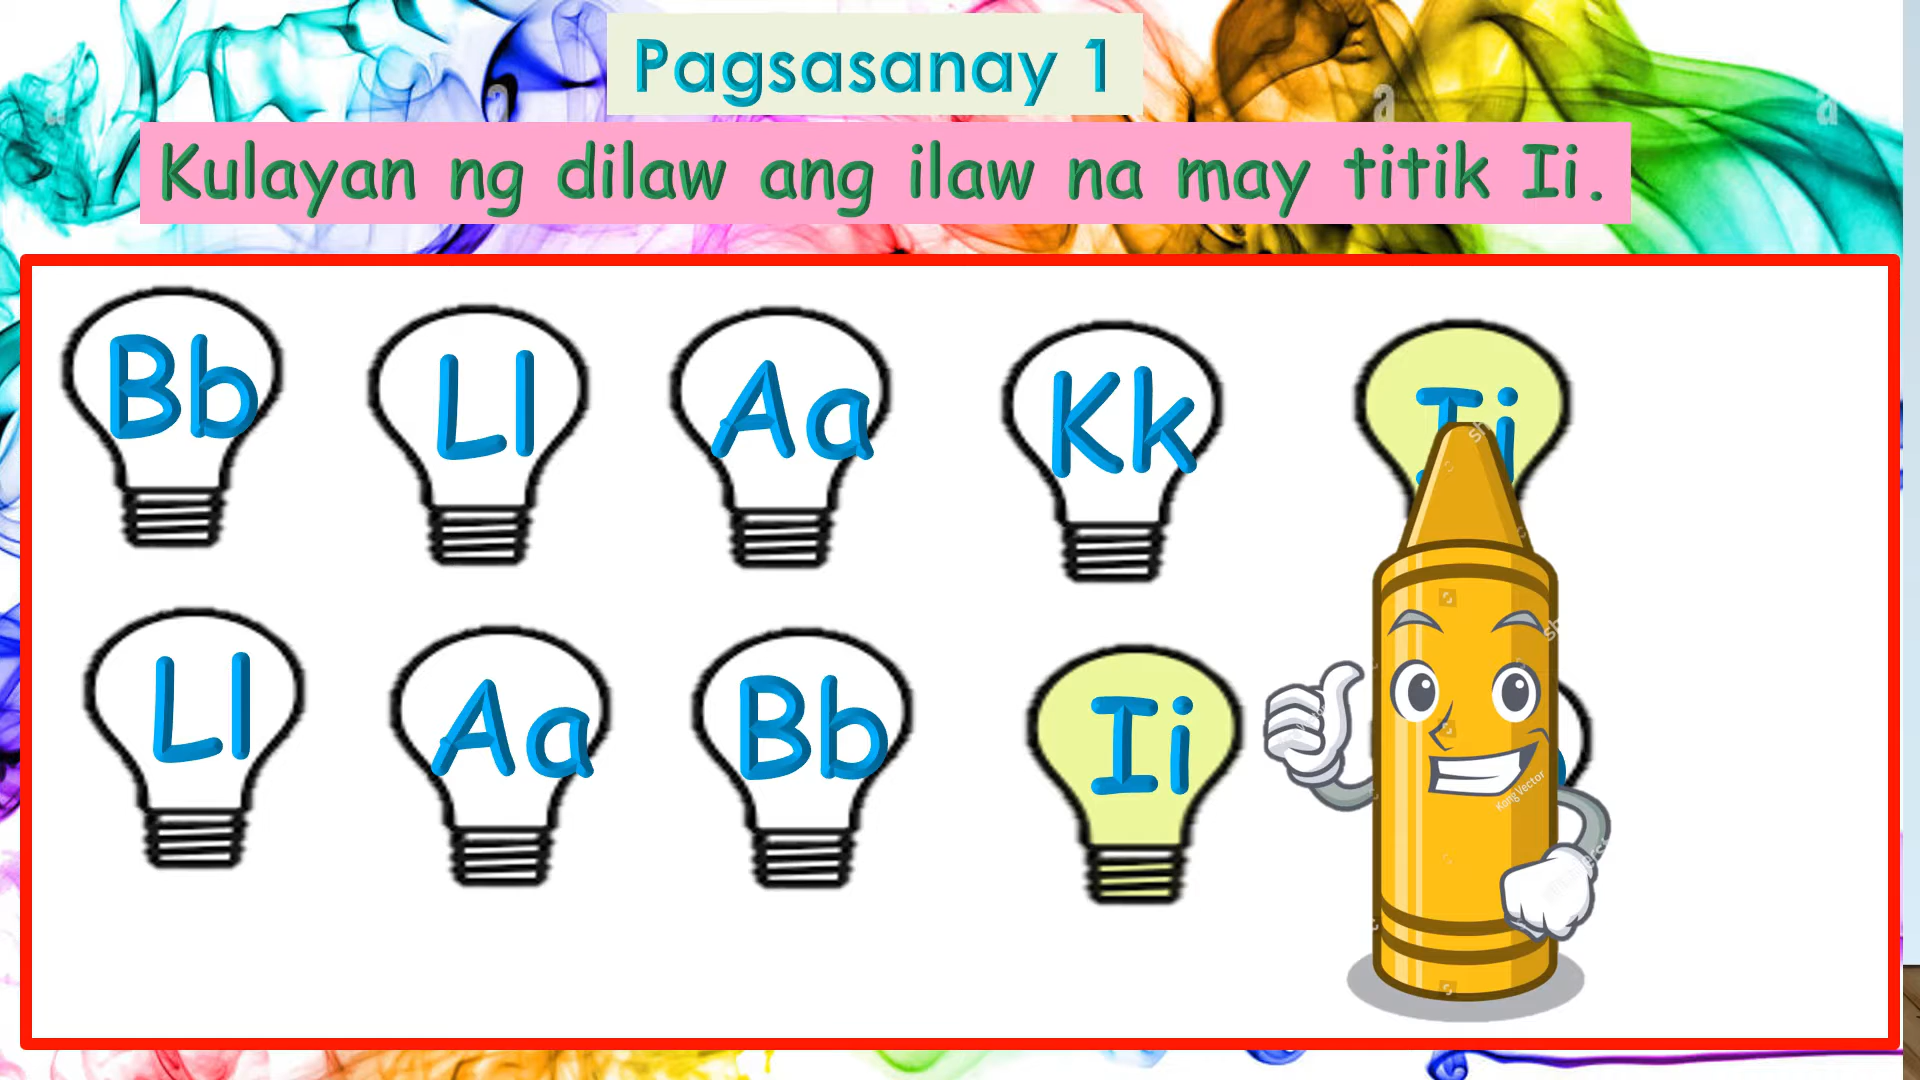 Pagsasanay 1
Kulayan ng dilaw ang ilaw na may titik Ii.
Bb Ll Aa Kk Ii
Ll Aa Bb Ii